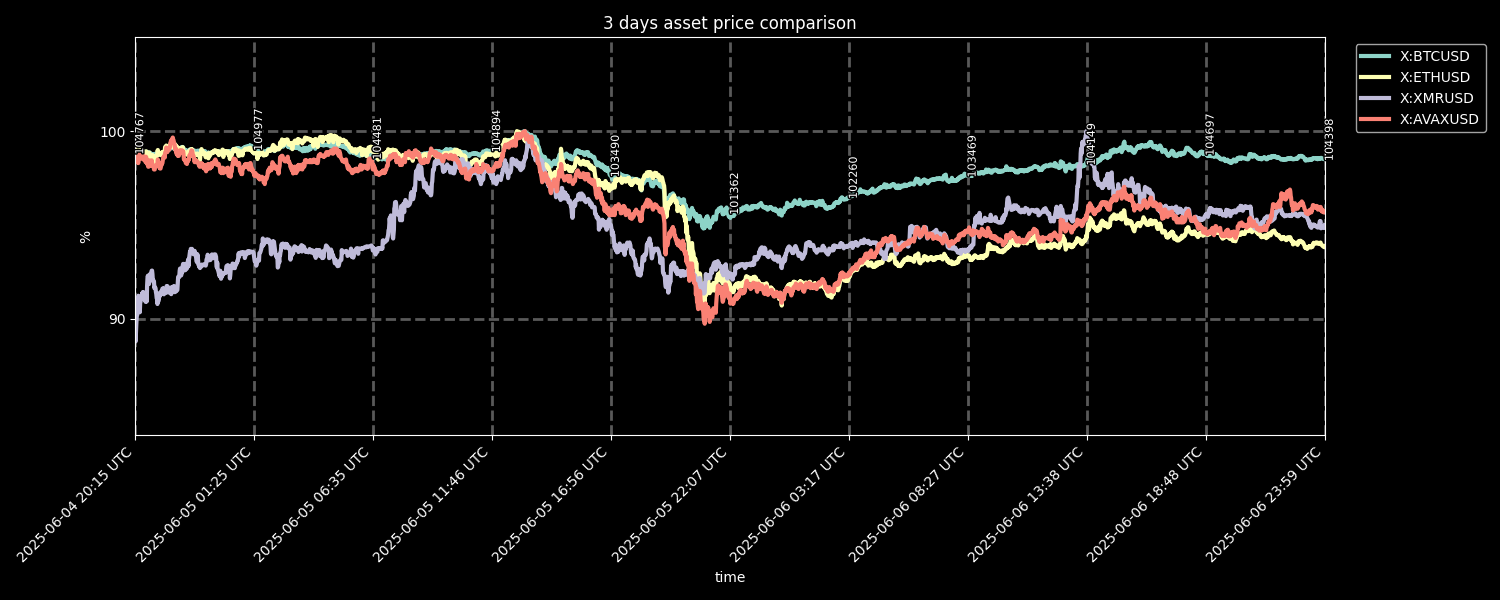 3 days asset price comparison
X:BTCUSD
X:ETHUSD
X:XMRUSD
X:AVAXUSD
%
100
90
104767
104977
104481
104894
103490
101362
102260
103469
104149
104697
104398
2025-06-04 20:15 UTC
2025-06-05 01:25 UTC
2025-06-05 06:35 UTC
2025-06-05 11:46 UTC
2025-06-05 16:56 UTC
2025-06-05 22:07 UTC
2025-06-06 03:17 UTC
2025-06-06 08:27 UTC
2025-06-06 13:38 UTC
2025-06-06 18:48 UTC
2025-06-06 23:59 UTC
time